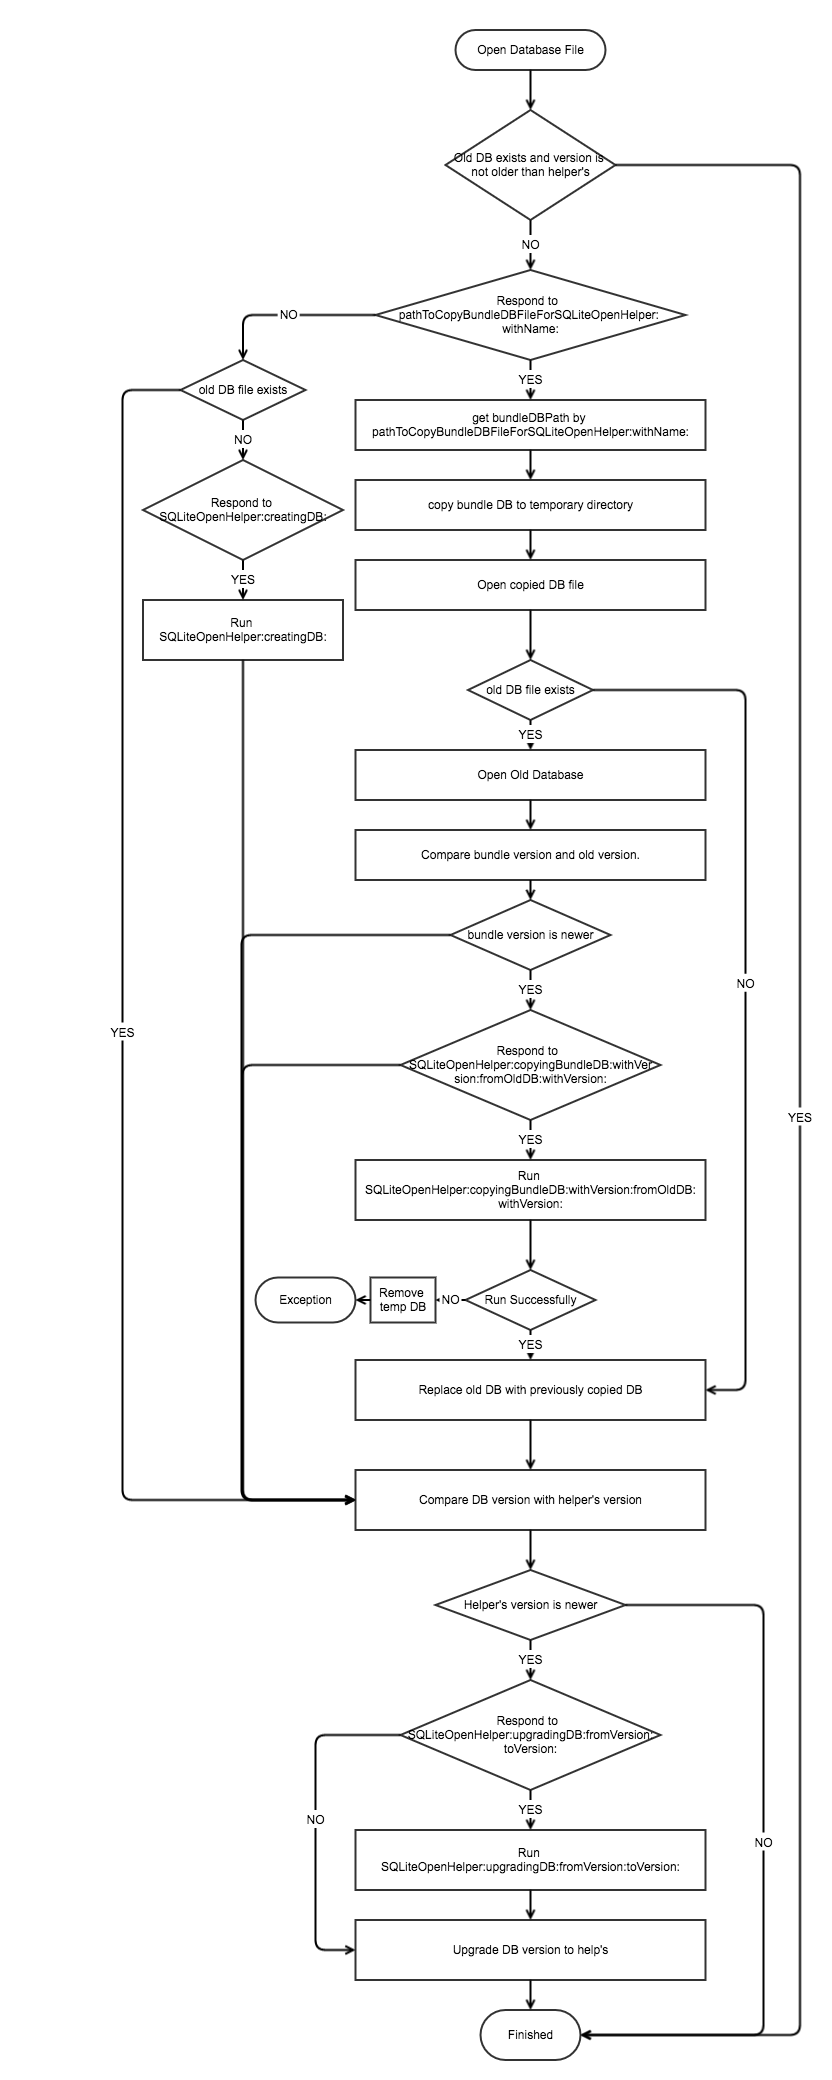 Open Database File
Old DB exists and version is
not older than helper's
NO
Respond to
pathToCopyBundleDBFileForSQLiteOpenHelper:
withName:
NO
YES
old DB file exists
get bundleDBPath by
pathToCopyBundleDBFileForSQLiteOpenHelper:withName:
NO
Respond to
SQLiteOpenHelper:creatingDB:
copy bundle DB to temporary directory
YES
Open copied DB file
Run
SQLiteOpenHelper:creatingDB:
old DB file exists
YES
Open Old Database
Compare bundle version and old version.
bundle version is newer
NO
YES
YES
Respond to
SQLiteOpenHelper:copyingBundleDB:withVer
sion:fromOldDB:withVersion:
YES
YES
Run
SQLiteOpenHelper:copyingBundleDB:withVersion:fromOldDB:
withVersion:
Exception
Remove
temp DB
NO
Run Successfully
YES
Replace old DB with previously copied DB
Compare DB version with helper's version
Helper's version is newer
YES
Respond to
SQLiteOpenHelper:upgradingDB:fromVersion:
toVersion:
NO
YES
NO
Run
SQLiteOpenHelper:upgradingDB:fromVersion:toVersion:
Upgrade DB version to help's
Finished